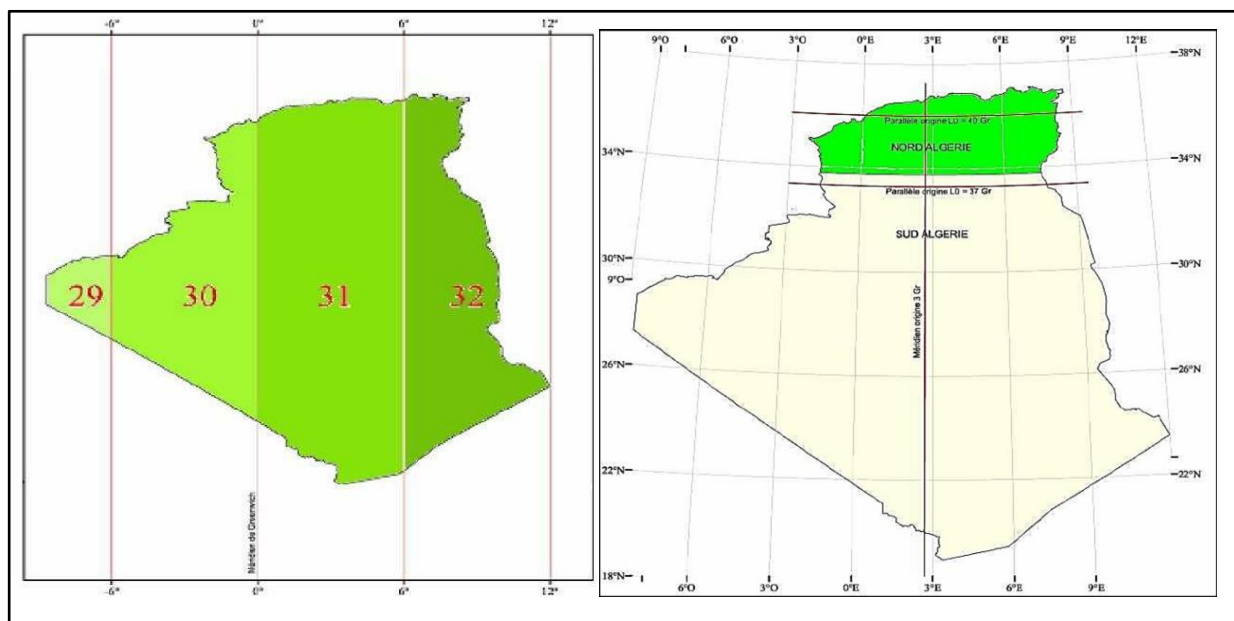 -6°
0°
6°
12°
29
30
31
32
Méridien de Greenwich
-6°
0°
6°
12°
9°O
6°O
3°O
0°E
3°E
6°E
9°E
12°E
38°N
Parallèle origine L0 = 40 Gr
NORD ALGERIE
34°N
34°N
Parallèle origine L0 = 37 Gr
SUD ALGERIE
30°N
30°N
9°O
Méridien origine 3 Gr
26°N
26°N
22°N
22°N
18°N
6°O
3°O
0°E
3°E
6°E
9°E